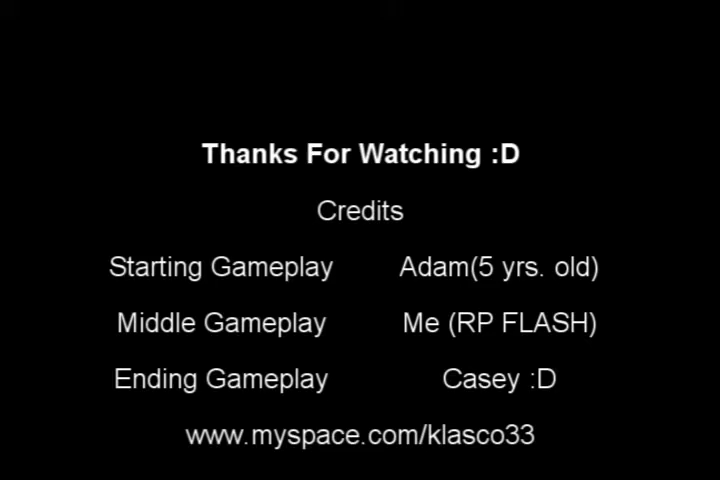 Thanks For Watching :D
Credits
Starting Gameplay Adam(5 yrs. old)
Middle Gameplay Me (RP FLASH)
Ending Gameplay Casey :D
www.myspace.com/klasco33